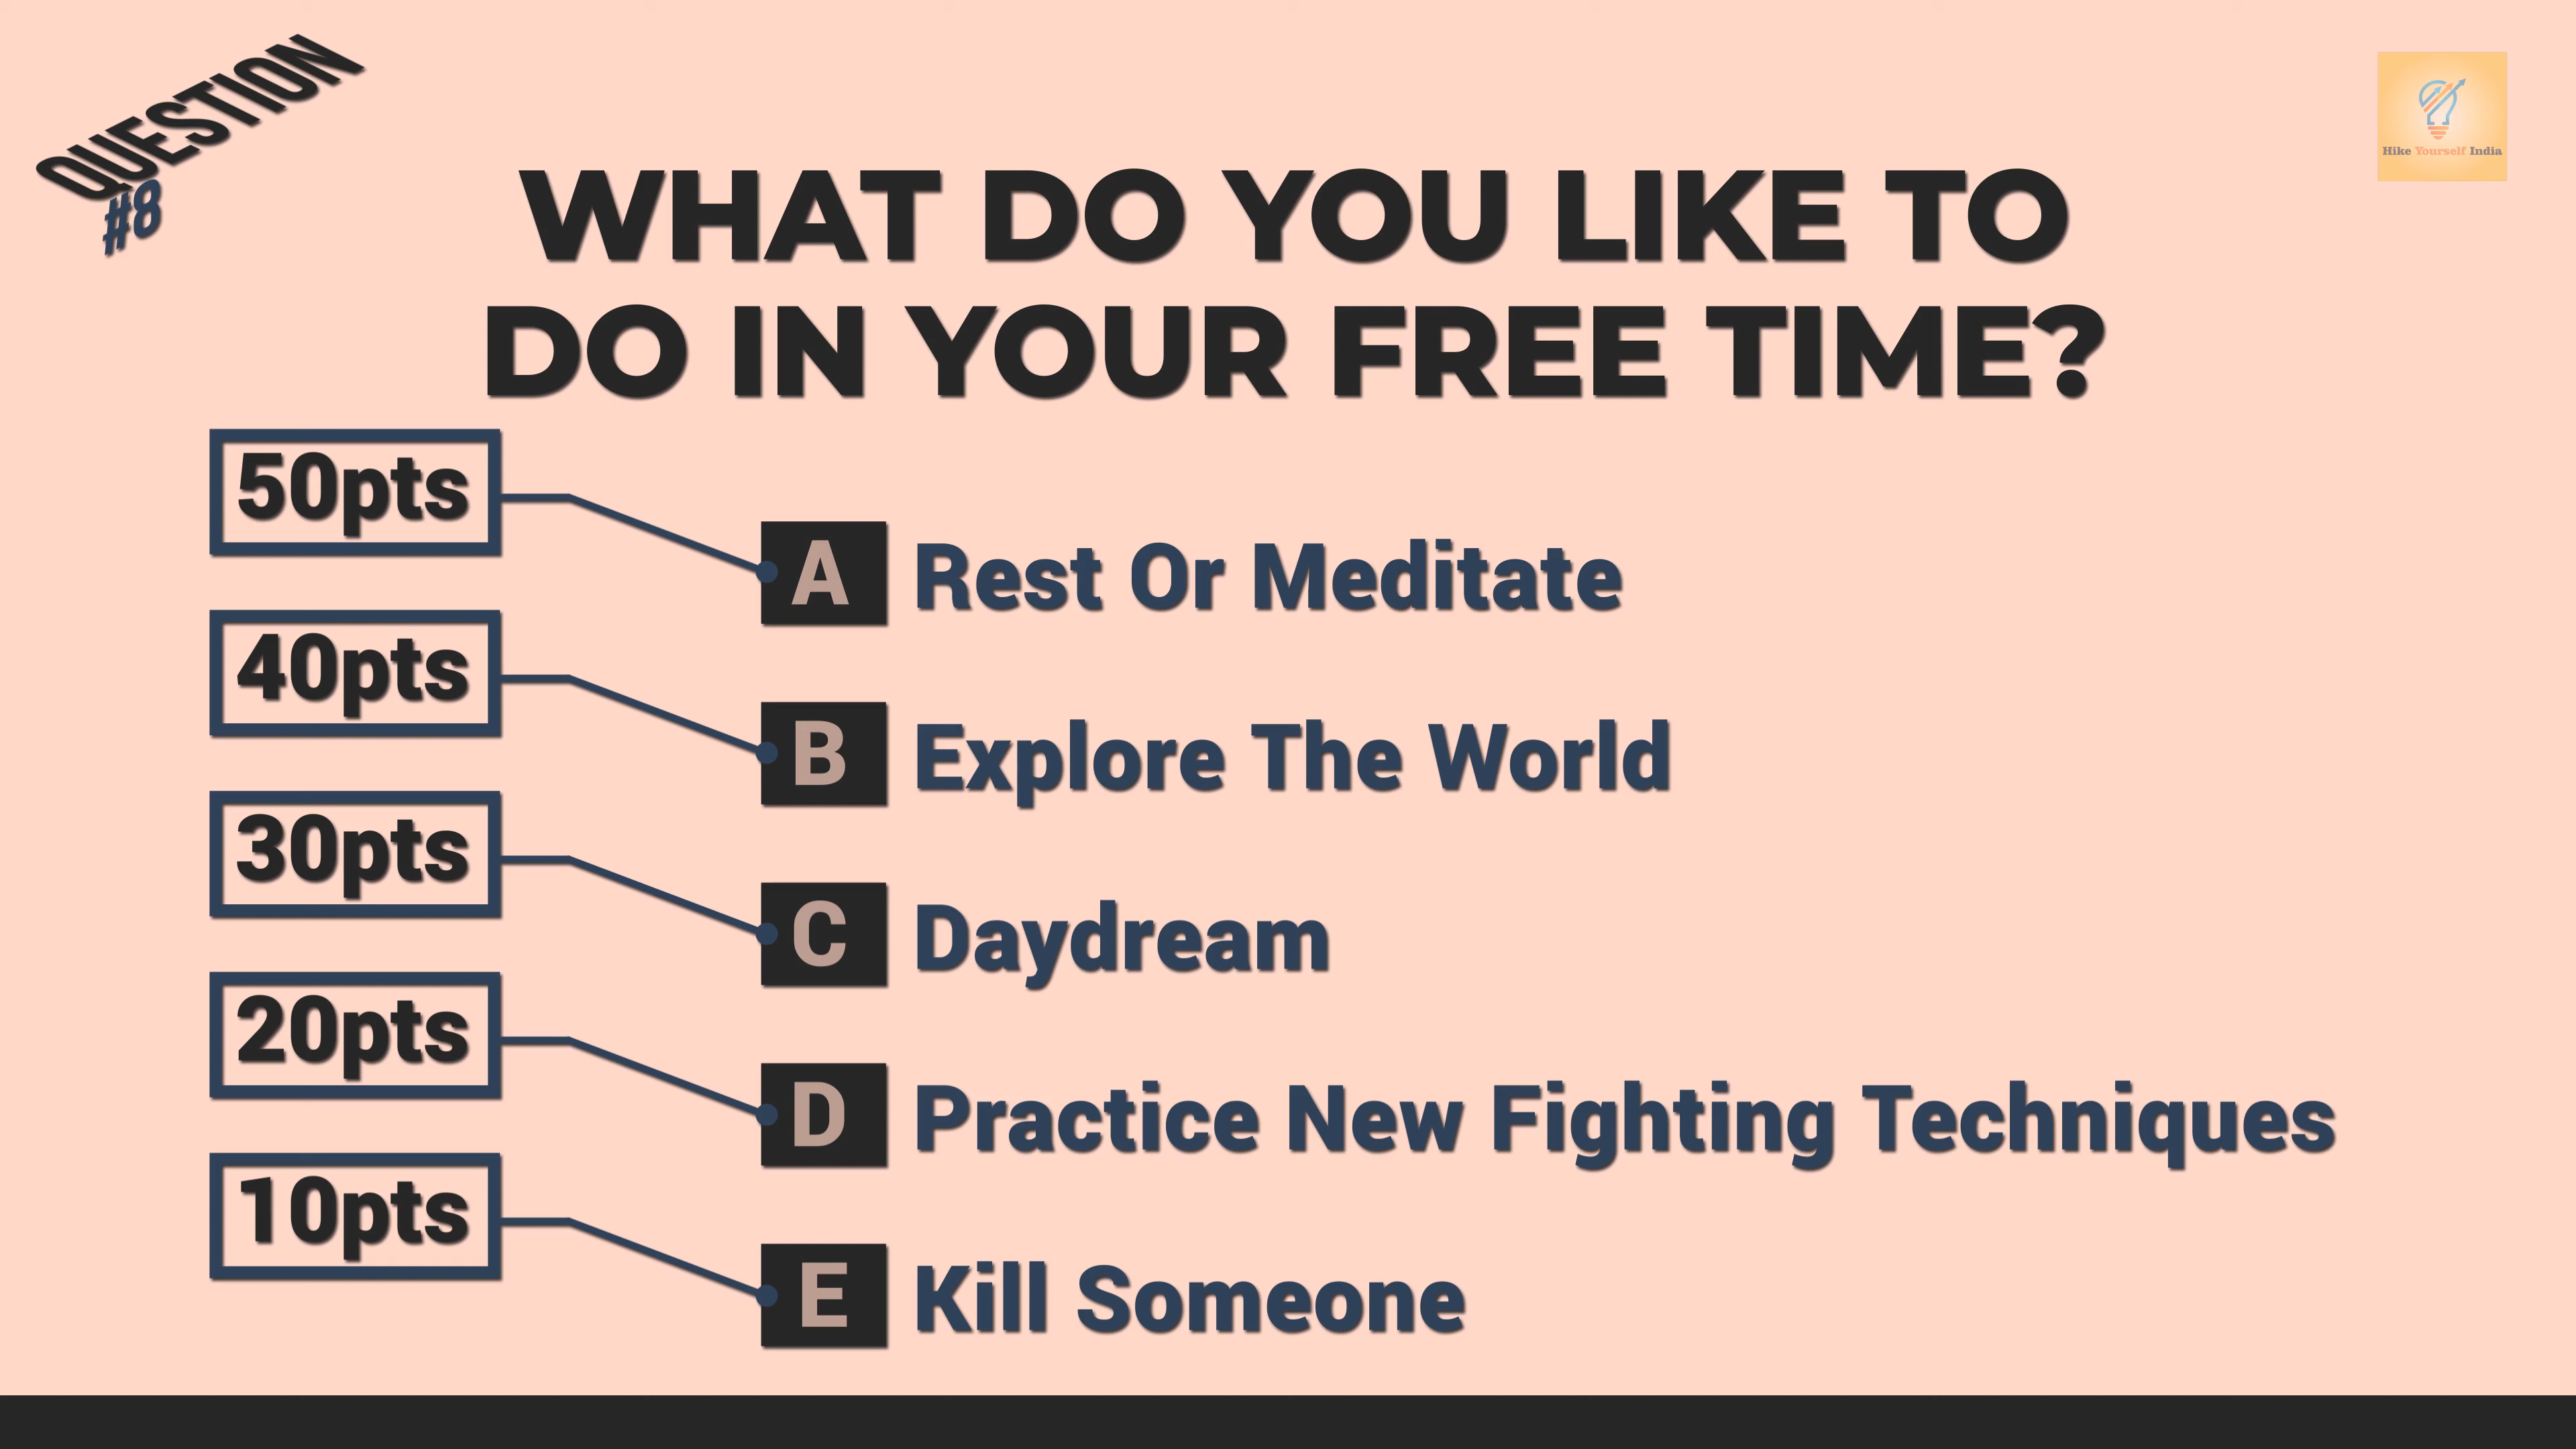 QUESTION
#8
Hike Yourself India
WHAT DO YOU LIKE TO
DO IN YOUR FREE TIME?
50pts
A Rest Or Meditate
40pts
B Explore The World
30pts
C Daydream
20pts
D Practice New Fighting Techniques
10pts
E Kill Someone